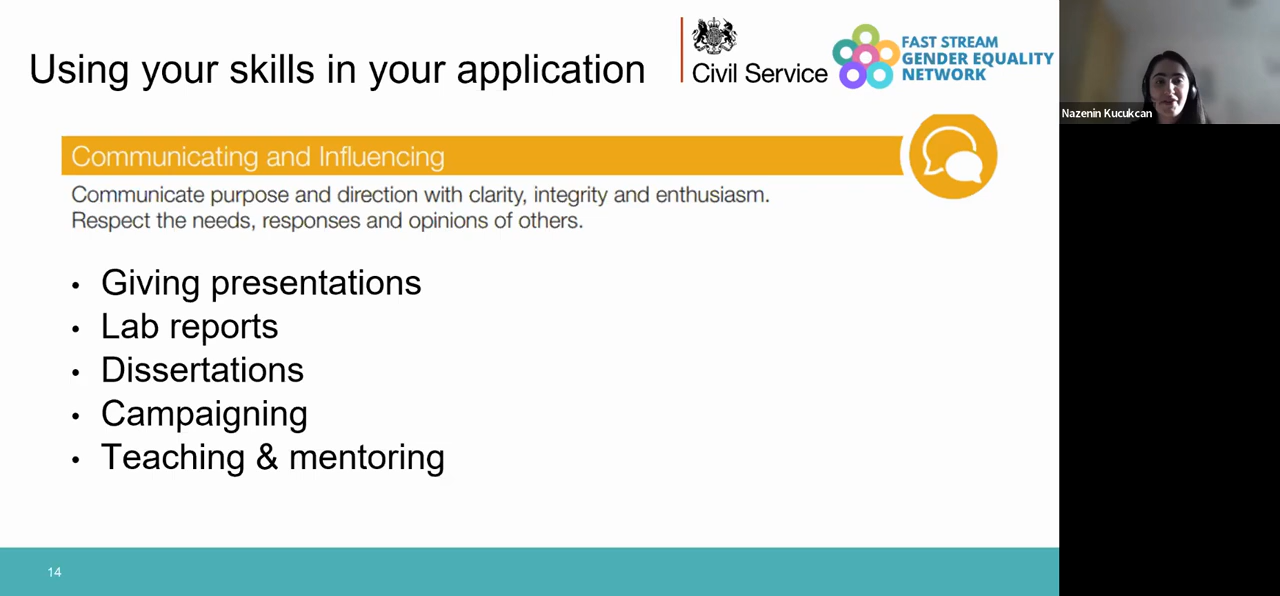 Using your skills in your application
Civil Service
FAST STREAM
GENDER EQUALITY
NETWORK
Nazenin Kucukcan
Communicating and Influencing
Communicate purpose and direction with clarity, integrity and enthusiasm.
Respect the needs, responses and opinions of others.
• Giving presentations
• Lab reports
• Dissertations
• Campaigning
• Teaching & mentoring
14